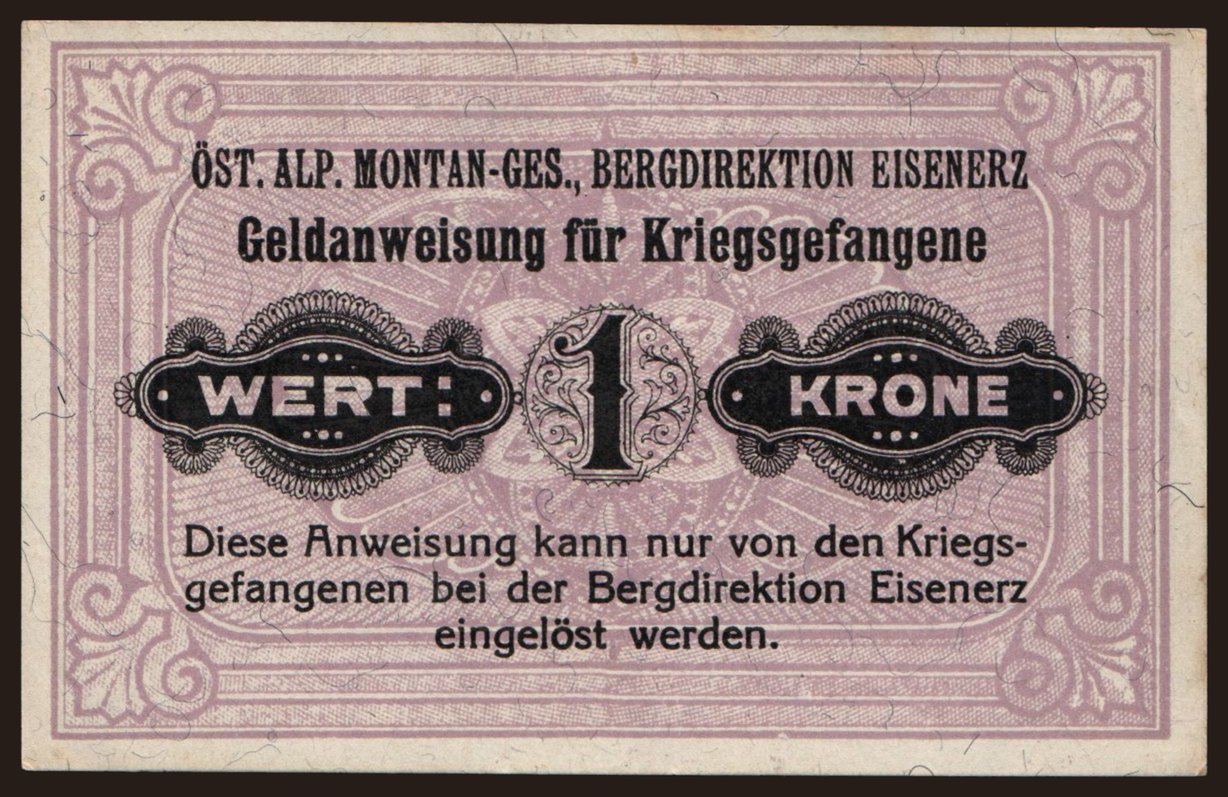 ÖST. ALP. MONTAN-GES., BERGDIREKTION EISENERZ
Geldanweisung für Kriegsgefangene
WERT: 1 KRONE
Diese Anweisung kann nur von den Kriegs-
gefangenen bei der Bergdirektion Eisenerz
eingelöst werden.